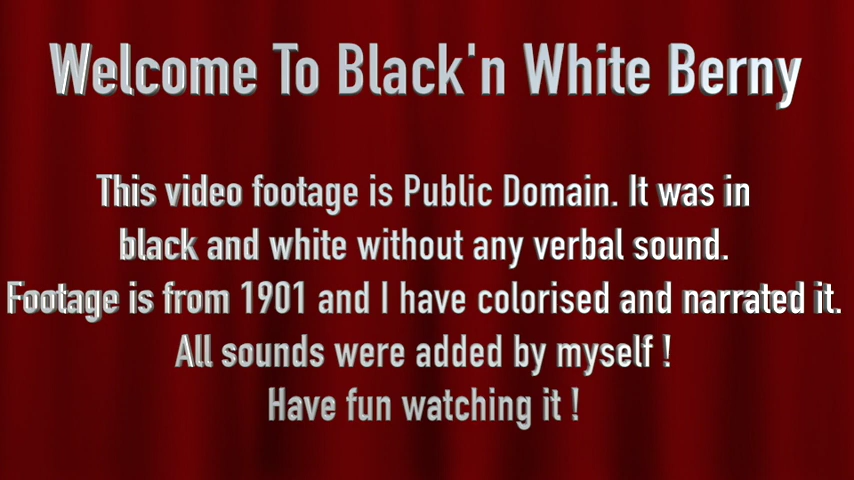 Welcome To Black'n White Berny
This video footage is Public Domain. It was in
black and white without any verbal sound.
Footage is from 1901 and I have colorised and narrated it.
All sounds were added by myself !
Have fun watching it !